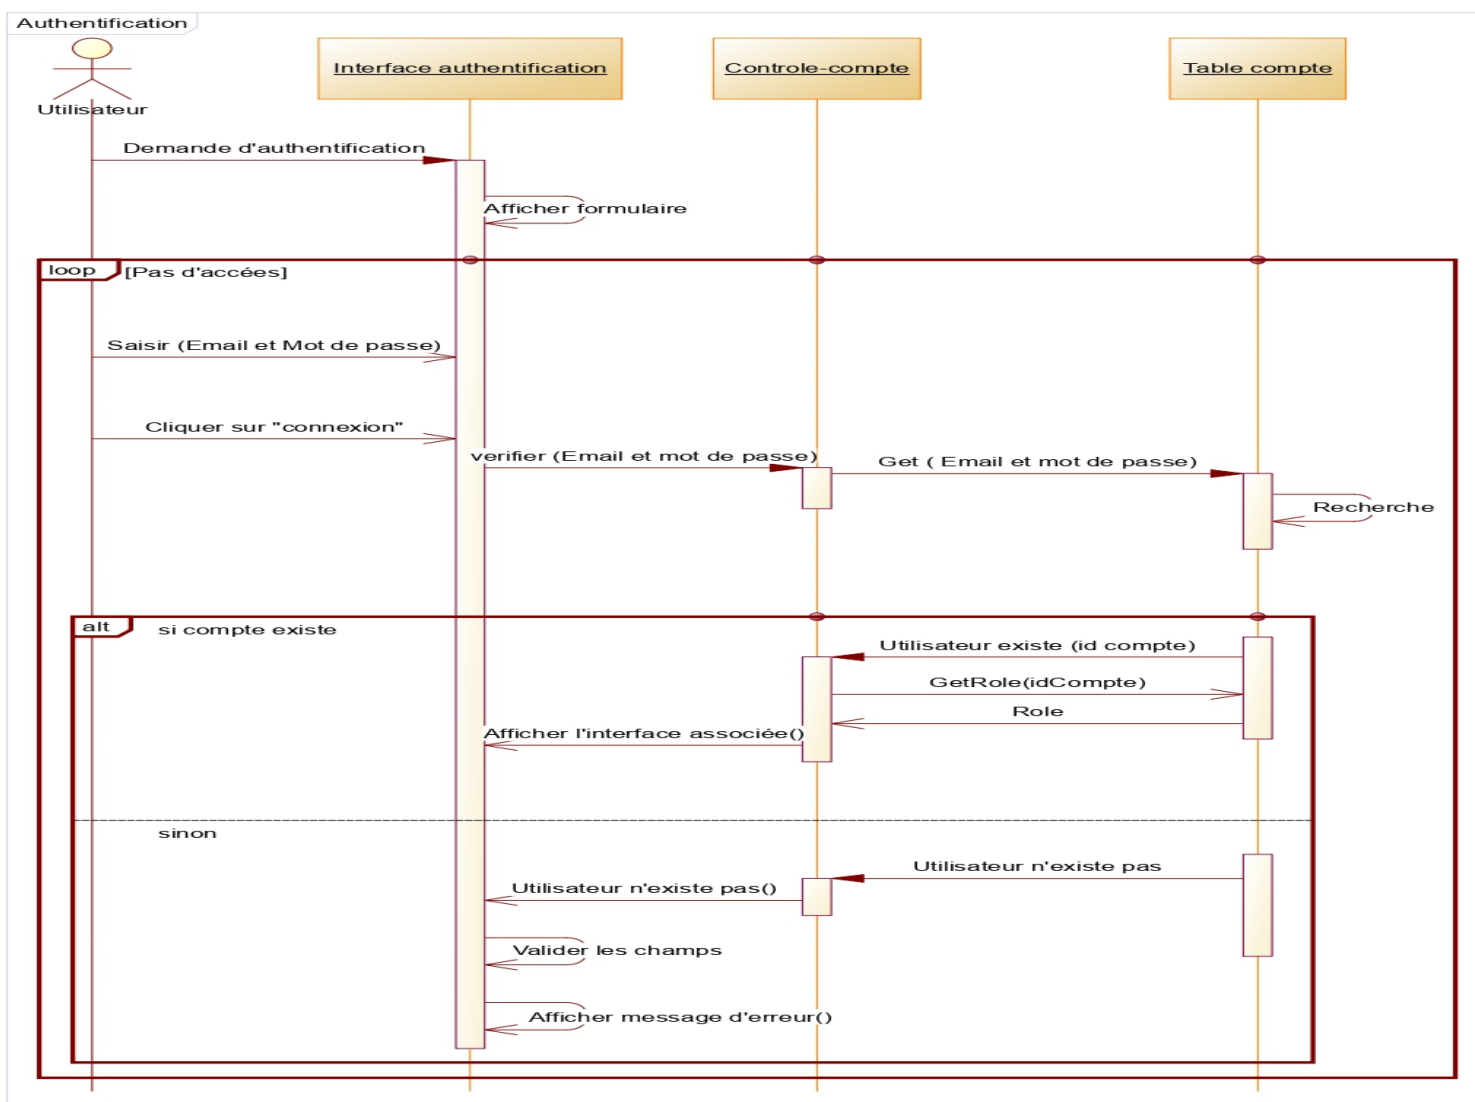 Authentification
Utilisateur
Interface authentification
Controle-compte
Table compte
Demande d'authentification
Afficher formulaire
loop
[Pas d'accées]
Saisir (Email et Mot de passe)
Cliquer sur "connexion"
verifier (Email et mot de passe)
Get ( Email et mot de passe)
Recherche
alt
si compte existe
Utilisateur existe (id compte)
GetRole(idCompte)
Role
Afficher l'interface associée()
sinon
Utilisateur n'existe pas
Utilisateur n'existe pas()
Valider les champs
Afficher message d'erreur()